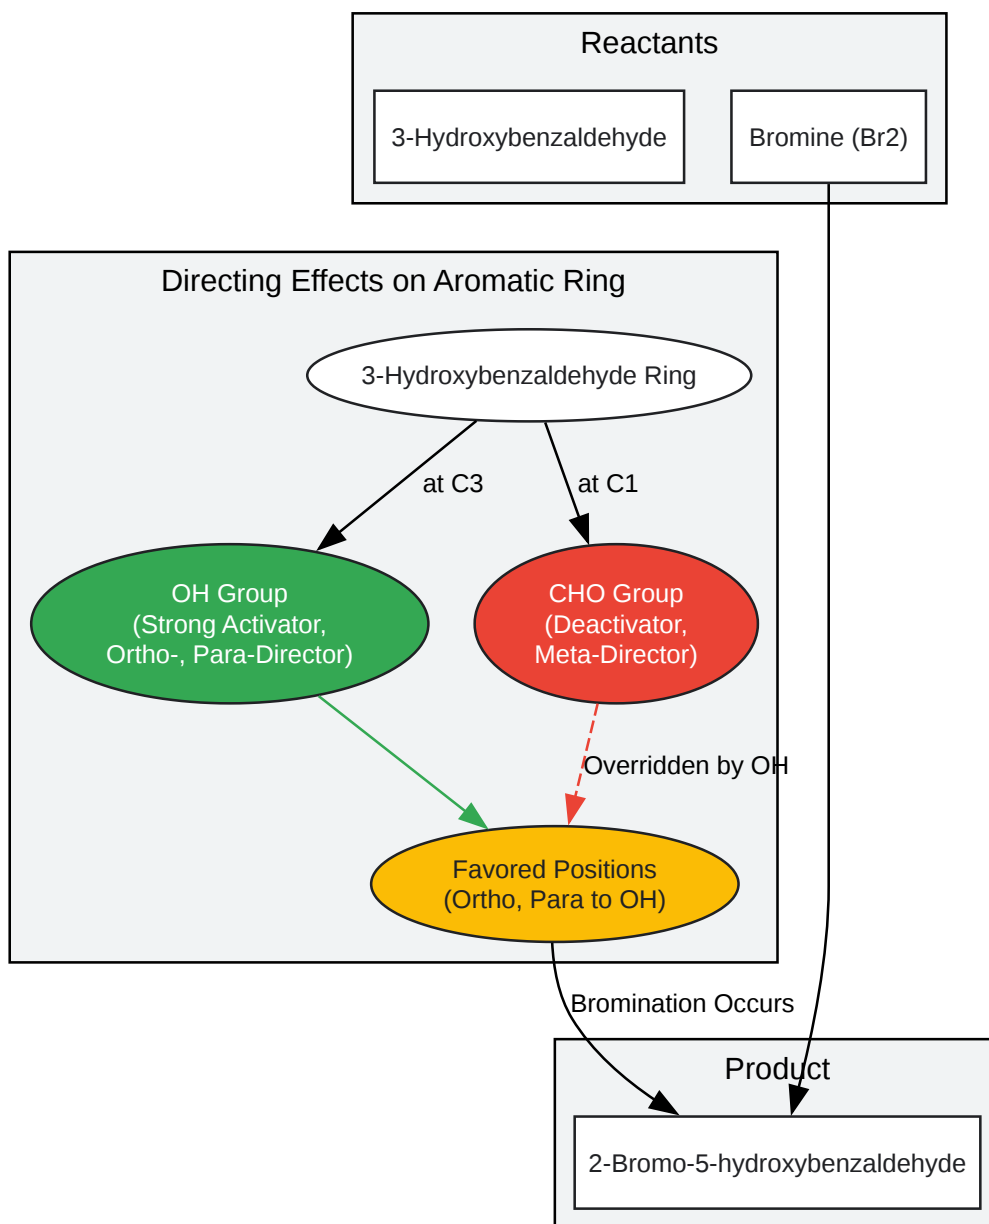 Reactants
3-Hydroxybenzaldehyde
Bromine (Br2)
Directing Effects on Aromatic Ring
3-Hydroxybenzaldehyde Ring
at C3
at C1
OH Group
(Strong Activator,
Ortho-, Para-Director)
CHO Group
(Deactivator,
Meta-Director)
Overridden by OH
Favored Positions
(Ortho, Para to OH)
Bromination Occurs
Product
2-Bromo-5-hydroxybenzaldehyde